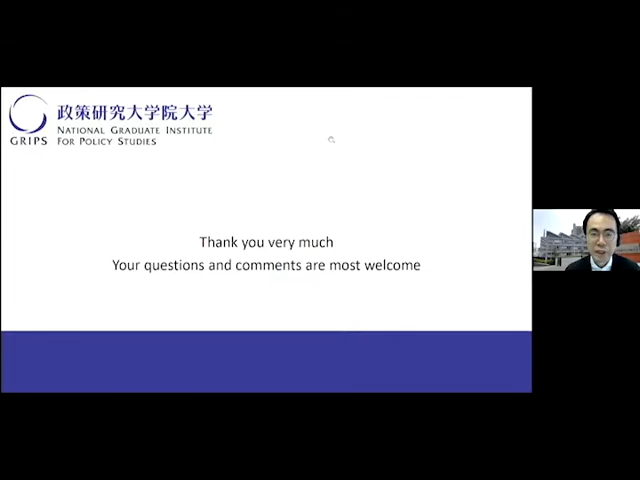 政策研究大学院大学
NATIONAL GRADUATE INSTITUTE
FOR POLICY STUDIES
GRIPS
Thank you very much
Your questions and comments are most welcome